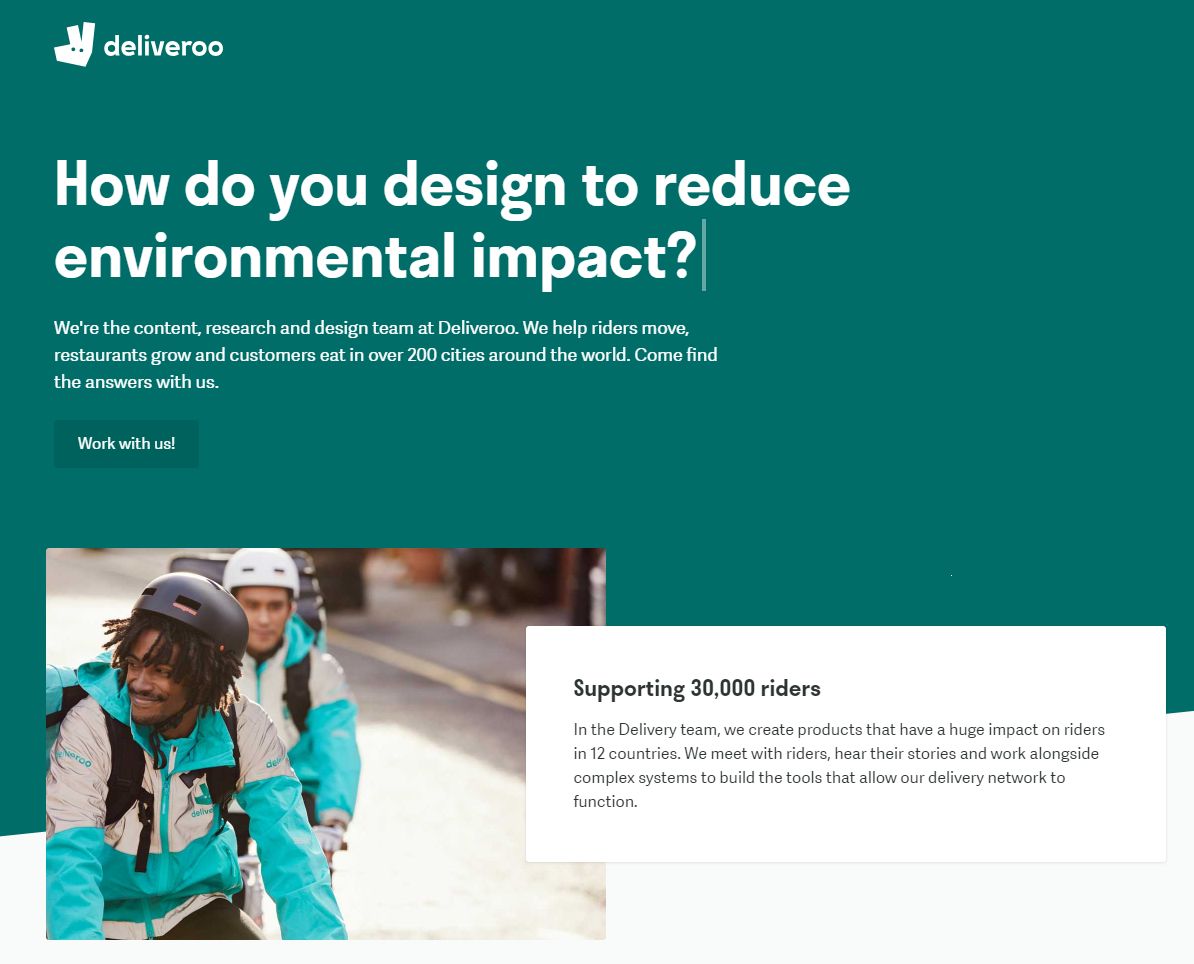 deliveroo
How do you design to reduce
environmental impact?
We're the content, research and design team at Deliveroo. We help riders move,
restaurants grow and customers eat in over 200 cities around the world. Come find
the answers with us.
Work with us!
Supporting 30,000 riders
In the Delivery team, we create products that have a huge impact on riders
in 12 countries. We meet with riders, hear their stories and work alongside
complex systems to build the tools that allow our delivery network to
function.
deliveroo